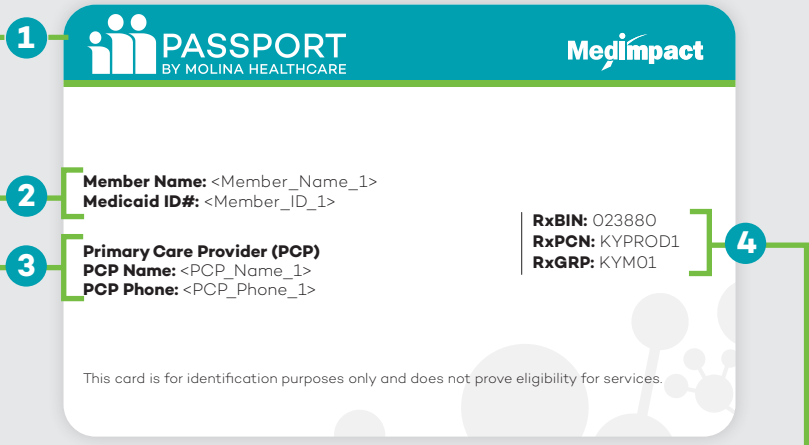 1
PASSPORT
BY MOLINA HEALTHCARE
Medimpact
2
Member Name: <Member_Name_1>
Medicaid ID#: <Member_ID_1>
3
Primary Care Provider (PCP)
PCP Name: <PCP_Name_1>
PCP Phone: <PCP_Phone_1>
RxBIN: 023880
RxPCN: KYPROD1
RxGRP: KYM01
4
This card is for identification purposes only and does not prove eligibility for services.